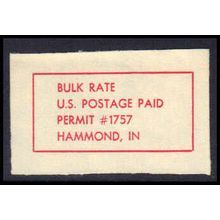 BULK RATE
U.S. POSTAGE PAID
PERMIT #1757
HAMMOND, IN